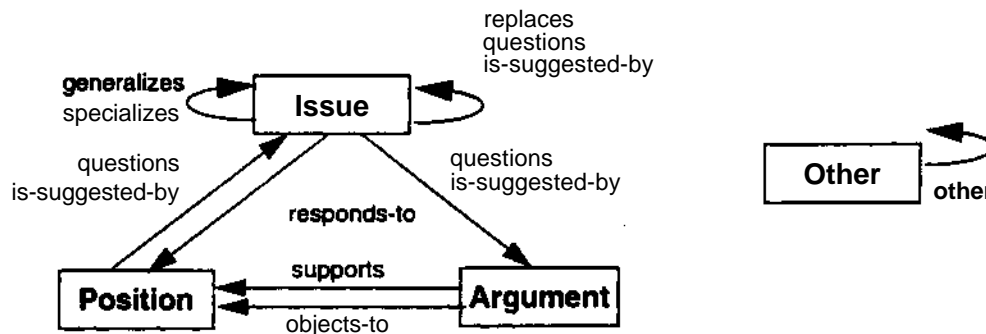 replaces
questions
is-suggested-by
generalizes
specializes
Issue
questions
is-suggested-by
questions
is-suggested-by
responds-to
Other
other
supports
Position
Argument
objects-to